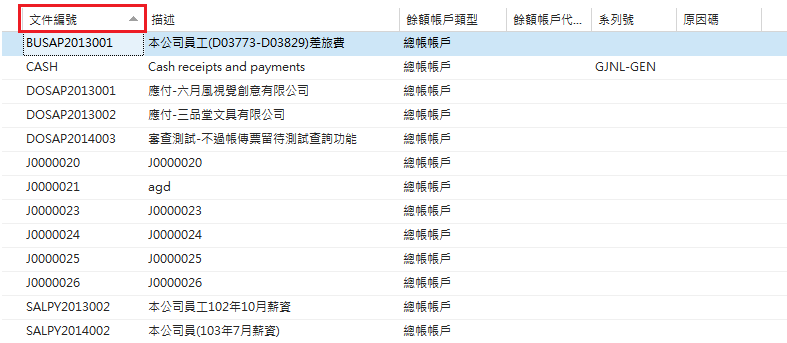 文件編號 描述 餘額帳戶類型 餘額帳戶代... 系列號 原因碼
BUSAP2013001 本公司員工(D03773-D03829)差旅費 總帳帳戶
CASH Cash receipts and payments 總帳帳戶 GJNL-GEN
DOSAP2013001 應付-六月風視覺創意有限公司 總帳帳戶
DOSAP2013002 應付-三品堂文具有限公司 總帳帳戶
DOSAP2014003 審查測試-不過帳傳票留待測試查詢功能 總帳帳戶
J0000020 J0000020 總帳帳戶
J0000021 agd 總帳帳戶
J0000023 J0000023 總帳帳戶
J0000024 J0000024 總帳帳戶
J0000025 J0000025 總帳帳戶
J0000026 J0000026 總帳帳戶
SALPY2013002 本公司員工102年10月薪資 總帳帳戶
SALPY2014002 本公司員(103年7月薪資) 總帳帳戶